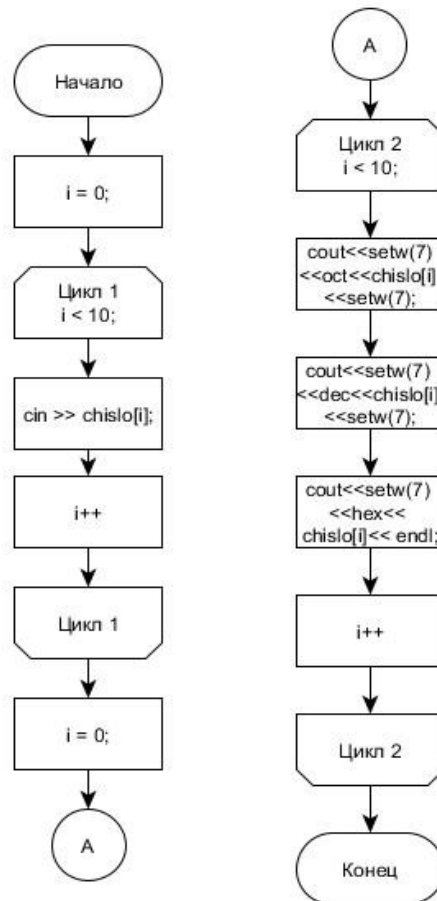 Начало
i = 0;
Цикл 1
i < 10;
cin >> chislo[i];
i++
Цикл 1
i = 0;
A
A
Цикл 2
i < 10;
cout<<setw(7)
<<oct<<chislo[i]
<<setw(7);
cout<<setw(7)
<<dec<<chislo[i]
<<setw(7);
cout<<setw(7)
<<hex<<
chislo[i]<< endl;
i++
Цикл 2
Конец